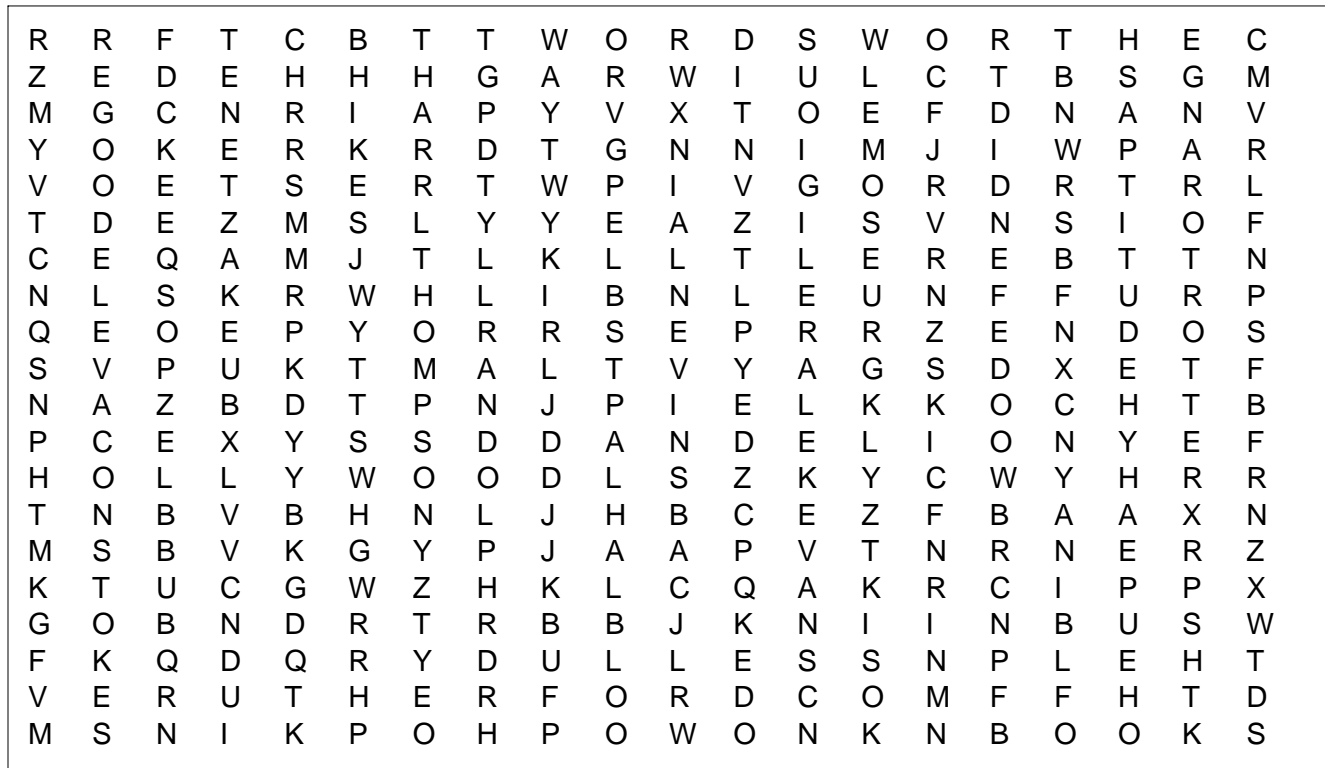 R R F T C B T T W O R D S W O R T H E C
Z E D E H H H G A R W I U L C T B S G M
M G C N R I A P Y V X T O E F D N A N V
Y O K E R K R D T G N N I M J I W P A R
V O E T S E R T W P I V G O R D R T R L
T D E Z M S L Y Y E A Z I S V N S I O F
C E Q A M J T L K L L T L E R E B T T N
N L S K R W H L I B N L E U N F F U R P
Q E O E P Y O R R S E P R R Z E N D O S
S V P U K T M A L T V Y A G S D X E T F
N A Z B D T P N J P I E L K K O C H T B
P C E X Y S S D D A N D E L I O N Y E F
H O L L Y W O O D L S Z K Y C W Y H R R
T N B V B H N L J H B C E Z F B A A X N
M S B V K G Y P J A A P V T N R N E R Z
K T U C G W Z H K L C Q A K R C I P P X
G O B N D R T R B B J K N I I N B U S W
F K Q D Q R Y D U L L E S S N P L E H T
V E R U T H E R F O R D C O M F F H T D
M S N I K P O H P O W O N K N B O O K S